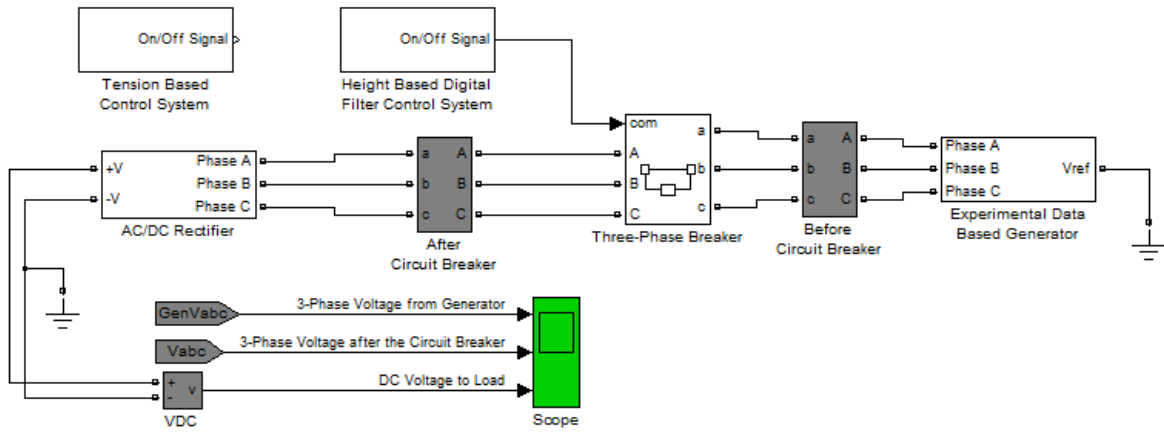 On/Off Signal
Tension Based
Control System
On/Off Signal
Height Based Digital
Filter Control System
+V
-V
Phase A
Phase B
Phase C
AC/DC Rectifier
a
b
c
A
B
C
After
Circuit Breaker
com
A
B
C
a
b
c
Three-Phase Breaker
a
b
c
A
B
C
Before
Circuit Breaker
Phase A
Phase B
Phase C
Vref
Experimental Data
Based Generator
GenVabc
3-Phase Voltage from Generator
Vabc
3-Phase Voltage after the Circuit Breaker
+
-
v
VDC
DC Voltage to Load
Scope